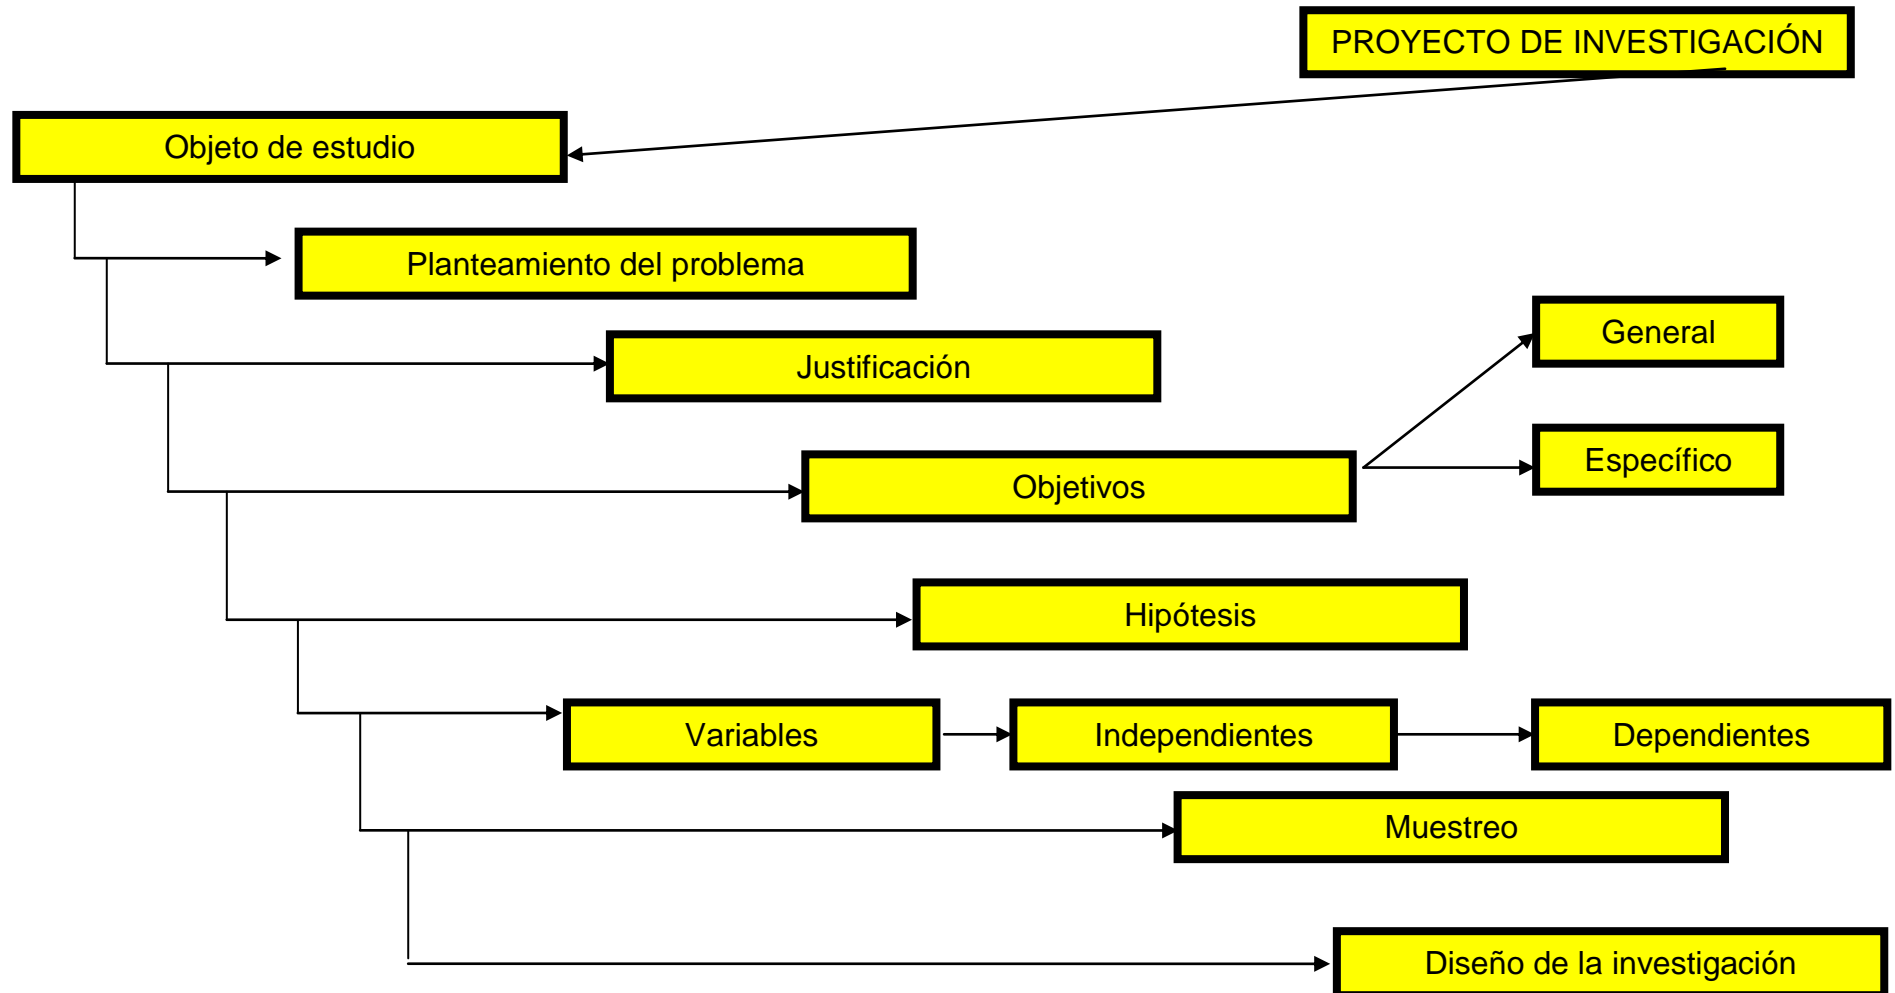 PROYECTO DE INVESTIGACIÓN
Objeto de estudio
Planteamiento del problema
General
Justificación
Específico
Objetivos
Hipótesis
Variables
Independientes
Dependientes
Muestreo
Diseño de la investigación